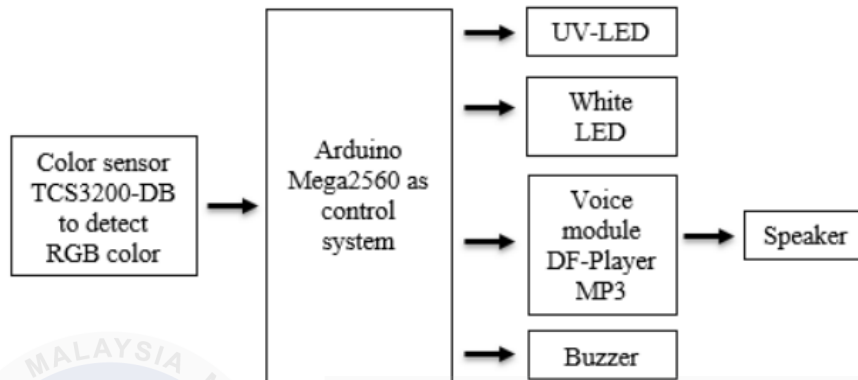 Color sensor
TCS3200-DB
to detect
RGB color
Arduino
Mega2560 as
control
system
UV-LED
White
LED
Voice
module
DF-Player
MP3
Speaker
Buzzer
MALAYSIA